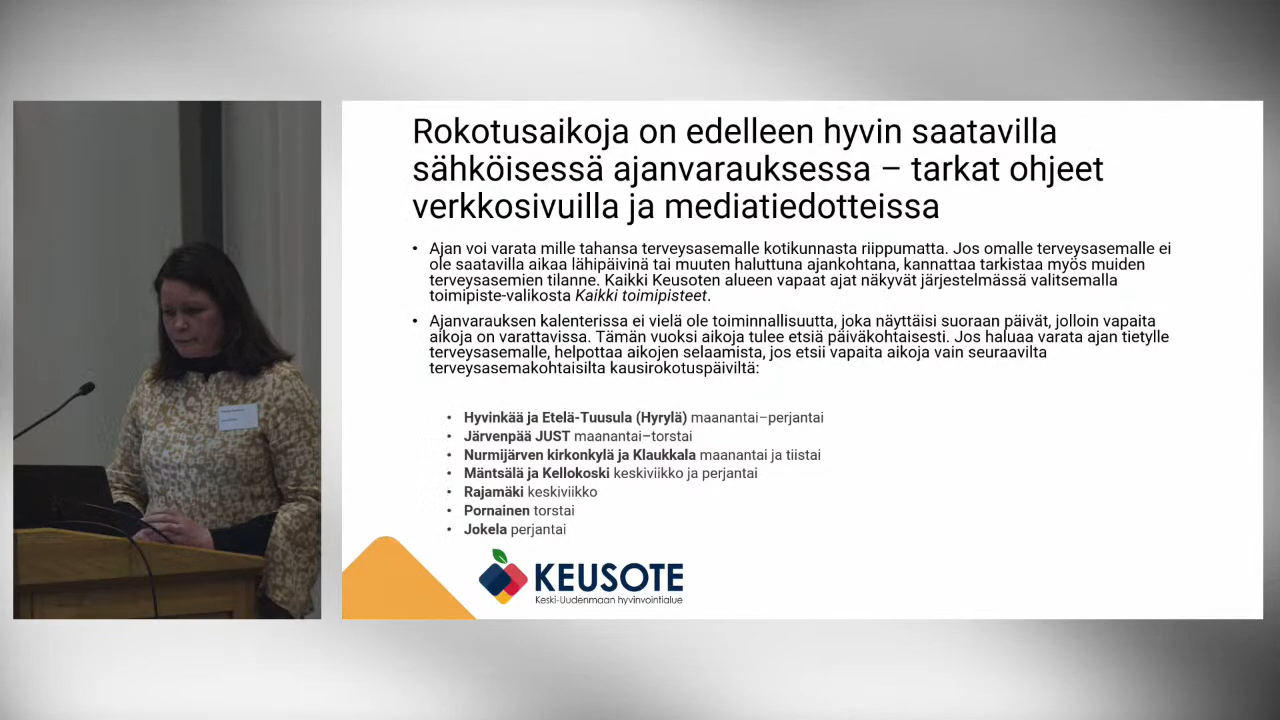 Rokotusaikoja on edelleen hyvin saatavilla
sähköisessä ajanvarauksessa – tarkat ohjeet
verkkosivuilla ja mediatiedotteissa
• Ajan voi varata mille tahansa terveysasemalle kotikunnasta riippumatta. Jos omalle terveysasemalle ei
ole saatavilla aikaa lähipäivinä tai muuten haluttuna ajankohtana, kannattaa tarkistaa myös muiden
terveysasemien tilanne. Kaikki Keusoten alueen vapaat ajat näkyvät järjestelmässä valitsemalla
toimipiste-valikosta Kaikki toimipisteet.
• Ajanvarauksen kalenterissa ei vielä ole toiminnallisuutta, joka näyttäisi suoraan päivät, jolloin vapaita
aikoja on varattavissa. Tämän vuoksi aikoja tulee etsiä päiväkohtaisesti. Jos haluaa varata ajan tietylle
terveysasemalle, helpottaa aikojen selaamista, jos etsii vapaita aikoja vain seuraavilta
terveysasemakohtaisilta kausirokotuspäiviltä:
• Hyvinkää ja Etelä-Tuusula (Hyrylä) maanantai–perjantai
• Järvenpää JUST maanantai–torstai
• Nurmijärven kirkonkylä ja Klaukkala maanantai ja tiistai
• Mäntsälä ja Kellokoski keskiviikko ja perjantai
• Rajamäki keskiviikko
• Pornainen torstai
• Jokela perjantai
KEUSOTE
Keski-Uudenmaan hyvinvointialue